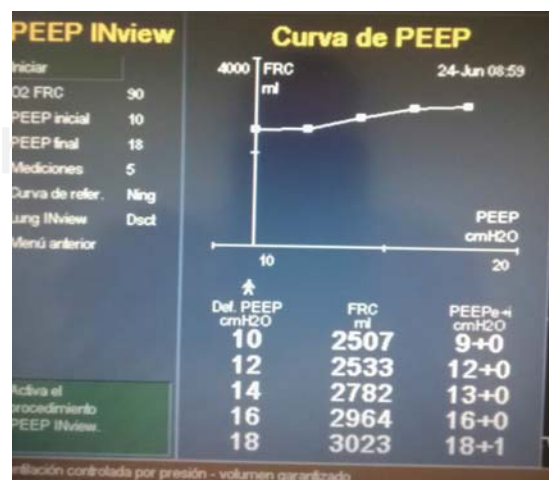 PEEP INview
Iniciar
O2 FRC 90
PEEP inicial 10
PEEP final 18
Mediciones 5
Curva de refer. Ning
Lung INview Dsct
Menú anterior
Activa el
procedimiento
PEEP INview.
Curva de PEEP
4000 FRC
ml
24-Jun 08:59
PEEP
cmH2O
10 20
Def. PEEP FRC PEEPe+i
cmH2O ml cmH2O
10 2507 9+0
12 2533 12+0
14 2782 13+0
16 2964 16+0
18 3023 18+1
ventilación controlada por presión - volumen garantizado